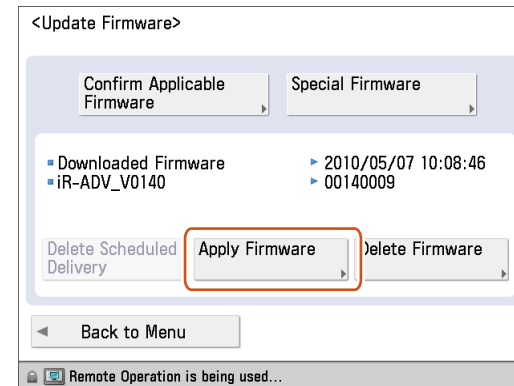 <Update Firmware>
Confirm Applicable
Firmware
Special Firmware
Downloaded Firmware
2010/05/07 10:08:46
iR-ADV_V0140
00140009
Delete Scheduled
Delivery
Apply Firmware
Delete Firmware
Back to Menu
Remote Operation is being used...